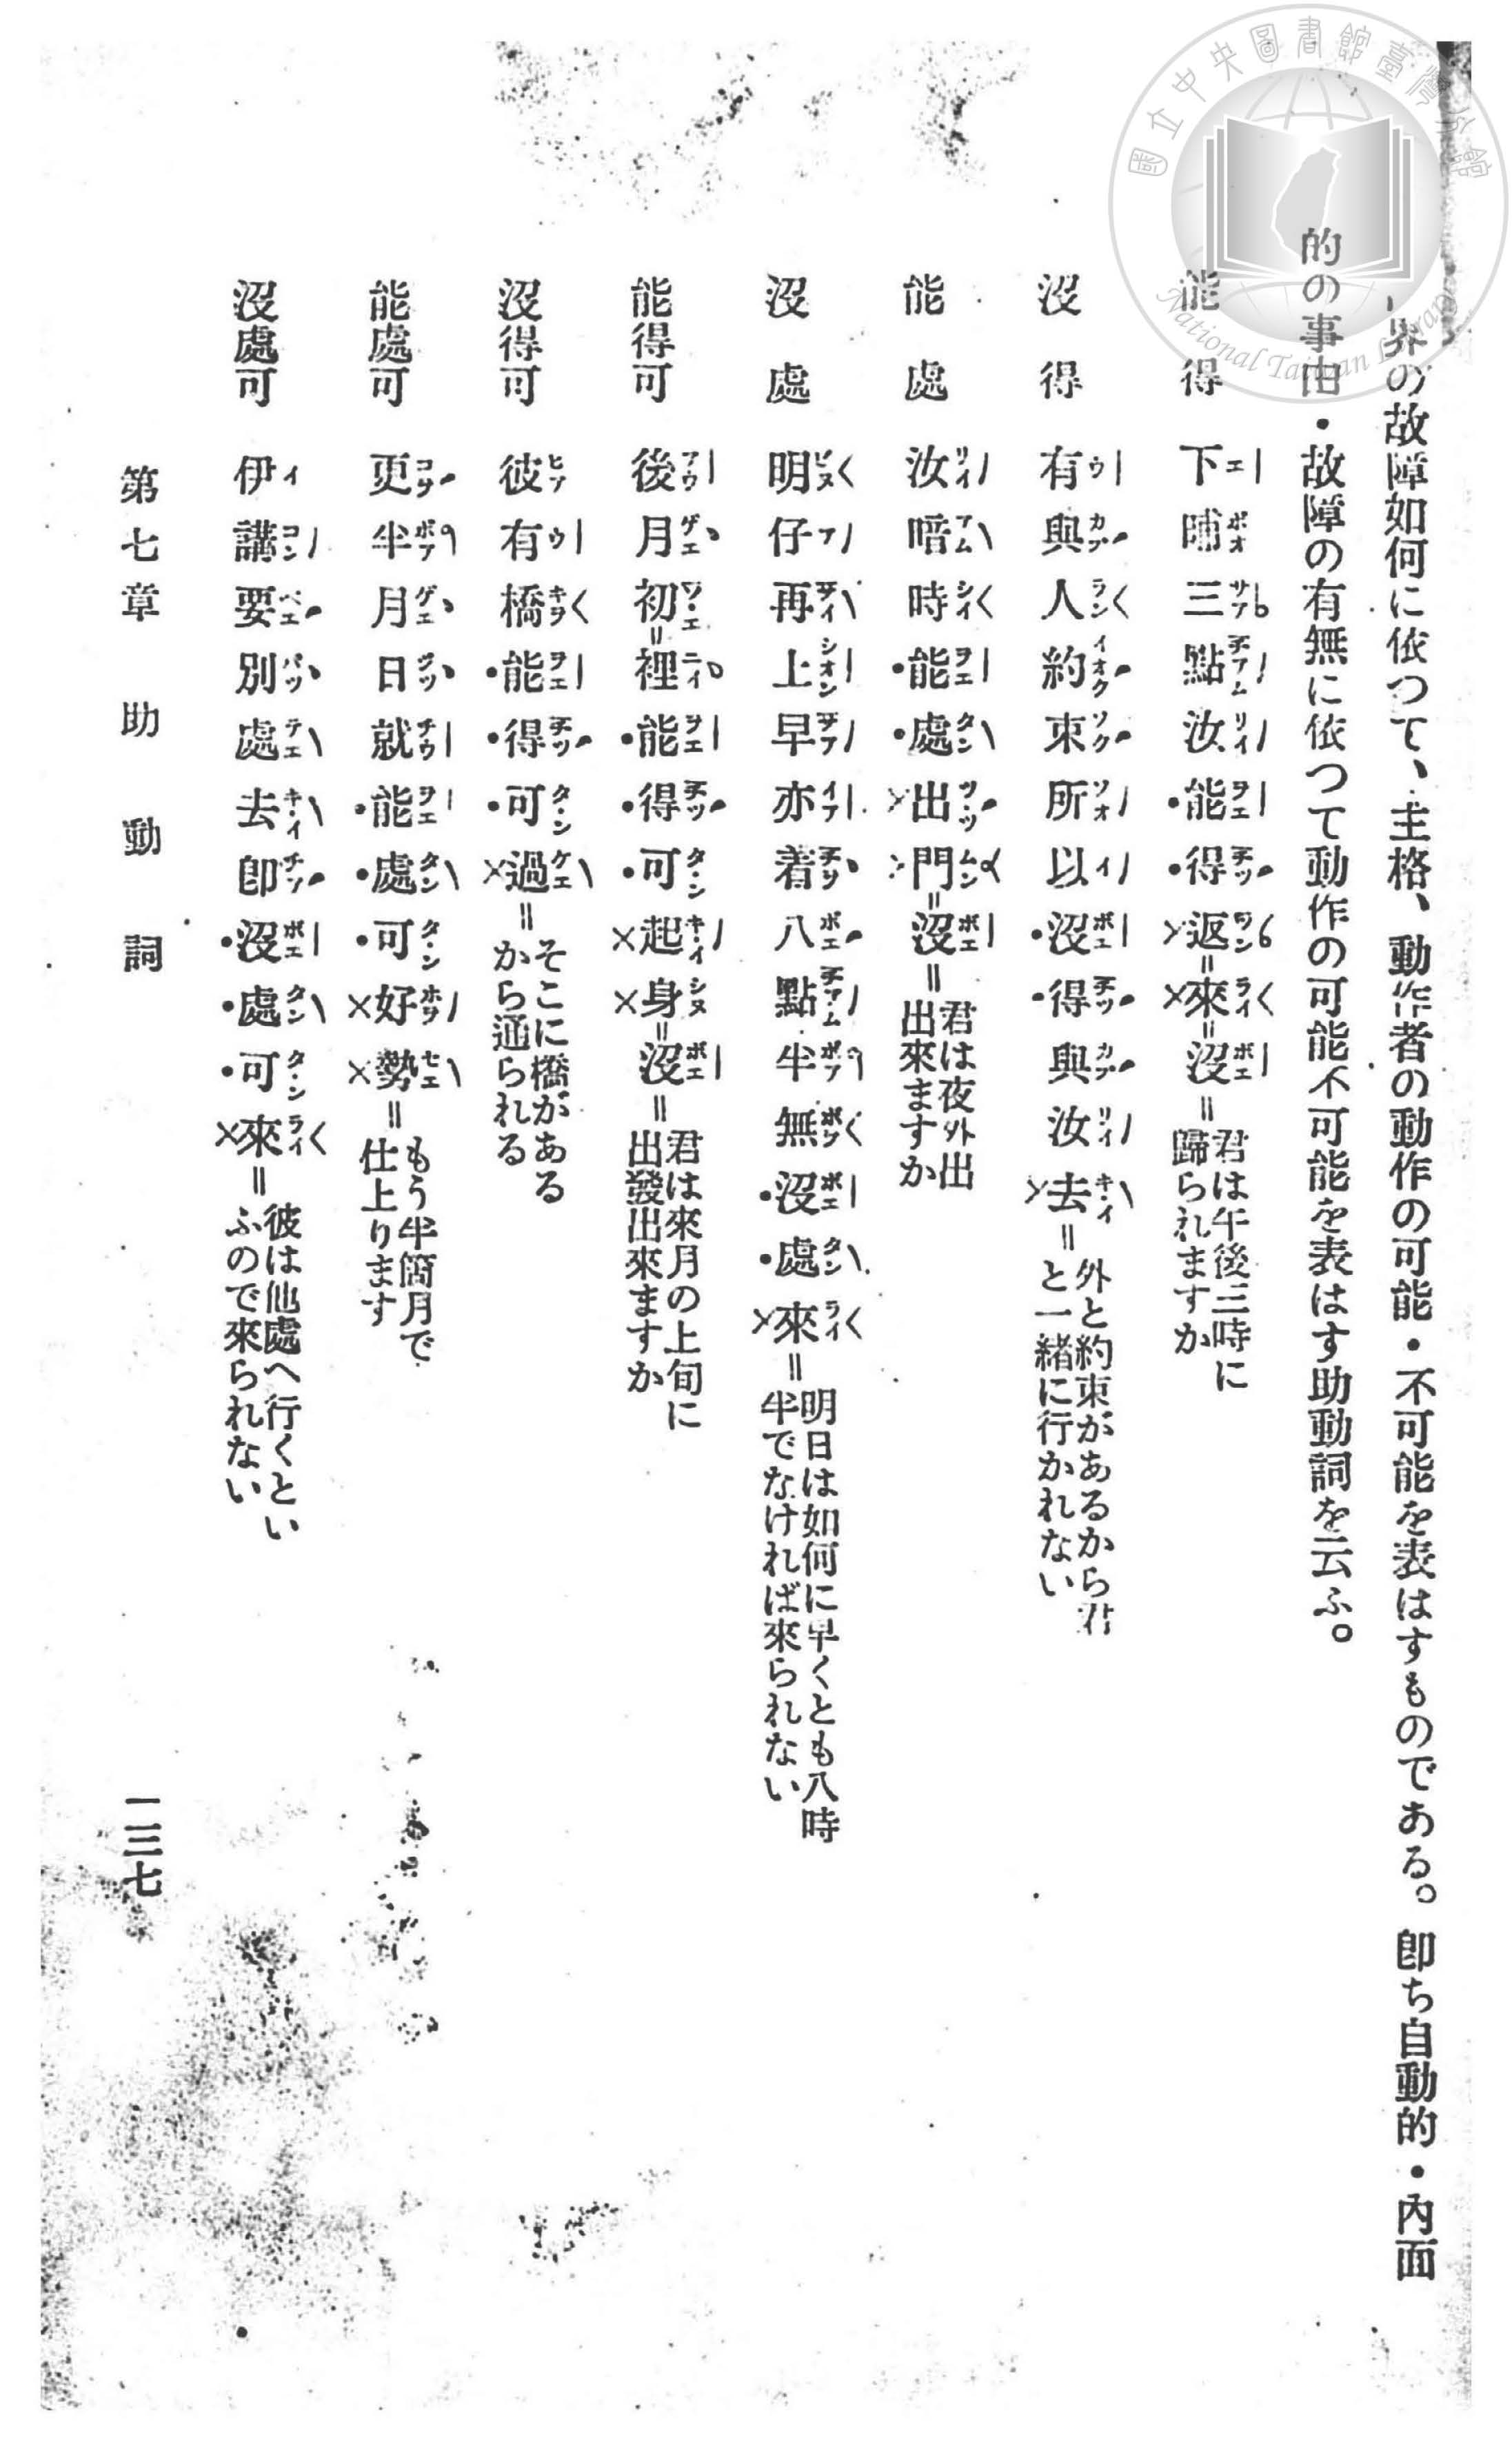 界の故障如何に依つて、主格、動作者の動作の可能・不可能を表はすものである。卽ち自動的・內面
的の事由・故障の有無に依つて動作の可能不可能を表はす助動詞を云ふ。
能得 下晡三點汝能得返=來=沒=君は午後三時に歸られますか
沒得 有與人約束所以沒得與汝去=外と約束があるから君と一緒に行かれない
能處 汝暗時能處出門=沒=君は夜外出出來ますか
沒處 明仔再上早亦着八點半無沒處來=明日は如何に早くとも八時半でなければ來られない
能得可 後月初=裡能得可起身=沒=君は來月の上旬に出發出來ますか
沒得可 彼有橋能得可過=そこに橋があるから通られる
能處可 更半月日就能處可好勢=もう半箇月で仕上ります
沒處可 伊講要別處去卽沒處可來=彼は他處へ行くといふので來られない
第七章 助動詞
一三七
國立中央圖書館臺灣分館
National Taiwan Library